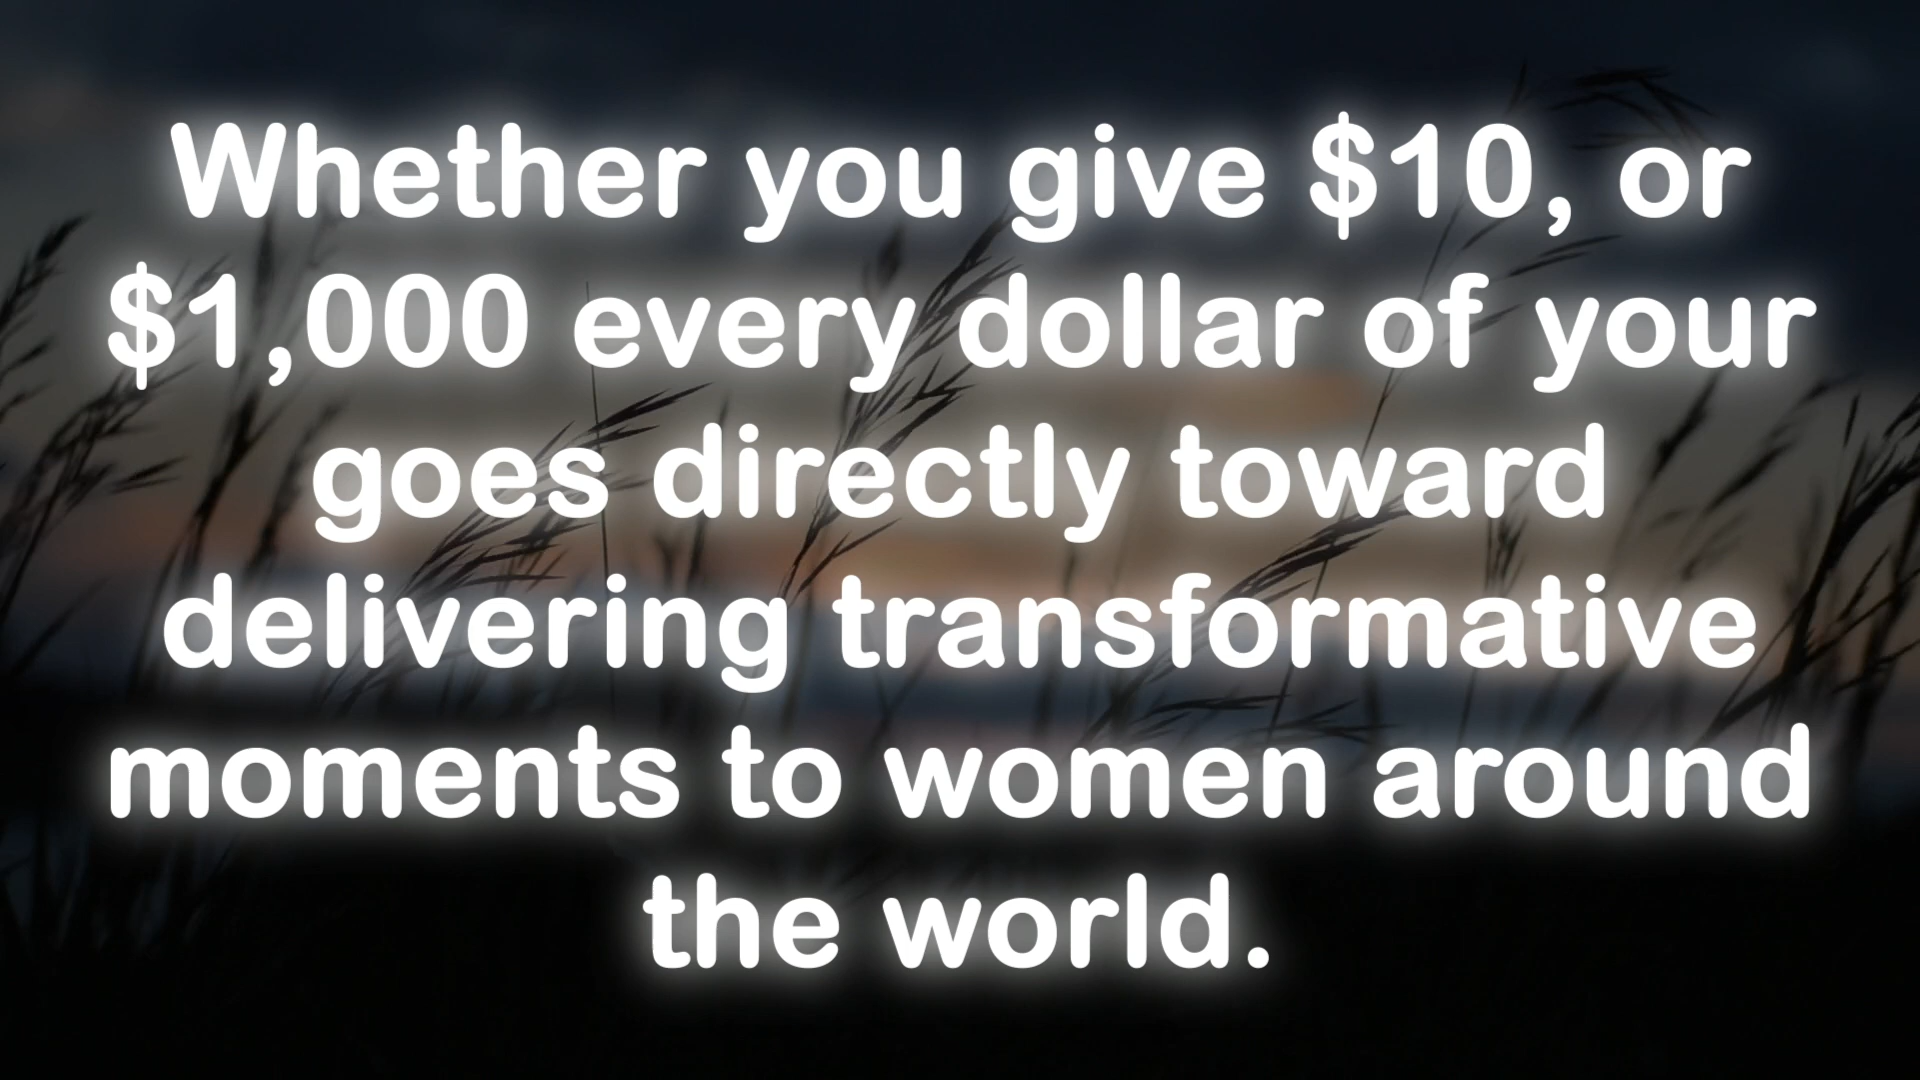 Whether you give $10, or
$1,000 every dollar of your
goes directly toward
delivering transformative
moments to women around
the world.